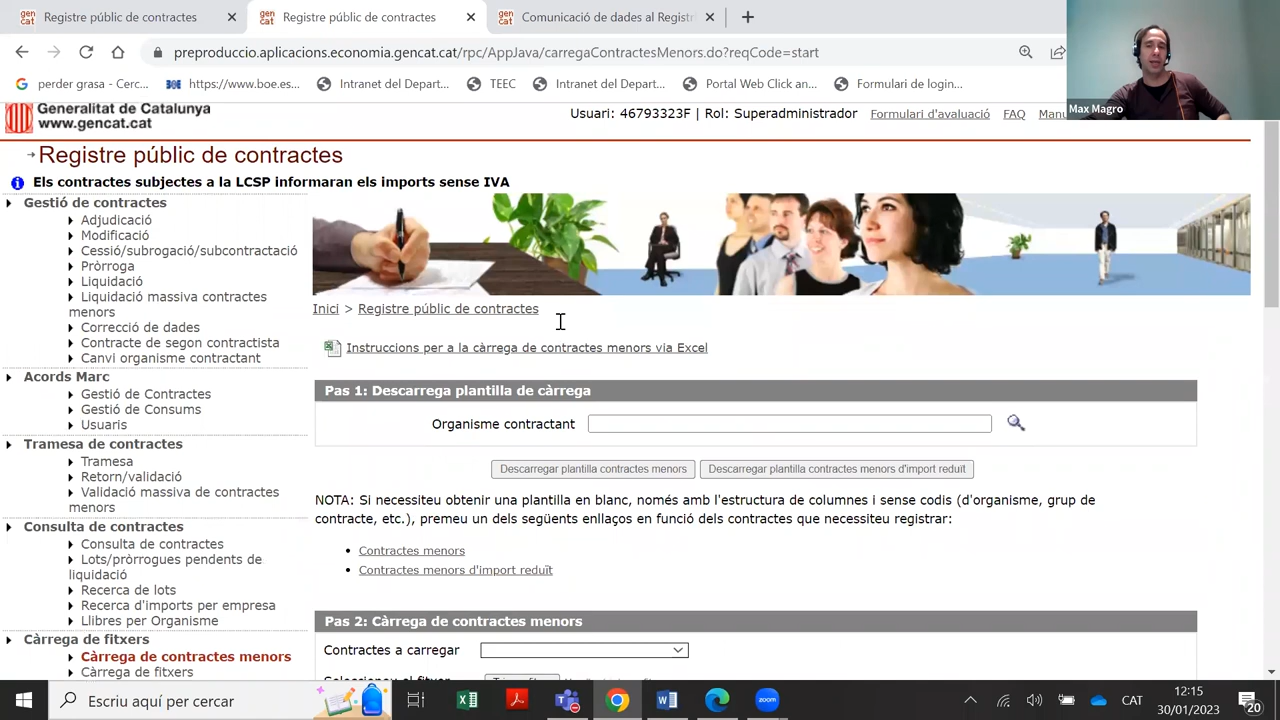 Registre públic de contractes
Registre públic de contractes
Comunicació de dades al Registr
preproduccio.aplicacions.economia.gencat.cat/rpc/AppJava/carregaContractesMenors.do?reqCode=start
perder grasa - Cerc...
https://www.boe.es...
Intranet del Depart...
TEEC
Intranet del Depar...
Portal Web Click an...
Formulari de login...
Max Magro
Generalitat de Catalunya
www.gencat.cat
Usuari: 46793323F | Rol: Superadministrador
Formulari d'avaluació
FAQ
Manu
Registre públic de contractes
Els contractes subjectes a la LCSP informaran els imports sense IVA
Gestió de contractes
Adjudicació
Modificació
Cessió/subrogació/subcontractació
Pròrroga
Liquidació
Liquidació massiva contractes
menors
Correcció de dades
Contracte de segon contractista
Canvi organisme contractant
Acords Marc
Gestió de Contractes
Gestió de Consums
Usuaris
Tramesa de contractes
Tramesa
Retorn/validació
Validació massiva de contractes
menors
Consulta de contractes
Consulta de contractes
Lots/pròrrogues pendents de
liquidació
Recerca de lots
Recerca d'imports per empresa
Llibres per Organisme
Càrrega de fitxers
Càrrega de contractes menors
Càrrega de fitxers
Inici > Registre públic de contractes
Instruccions per a la càrrega de contractes menors via Excel
Pas 1: Descarrega plantilla de càrrega
Organisme contractant
Descarregar plantilla contractes menors
Descarregar plantilla contractes menors d'import reduït
NOTA: Si necessiteu obtenir una plantilla en blanc, només amb l'estructura de columnes i sense codis (d'organisme, grup de
contracte, etc.), premeu un dels següents enllaços en funció dels contractes que necessiteu registrar:
Contractes menors
Contractes menors d'import reduït
Pas 2: Càrrega de contractes menors
Contractes a carregar
Escriu aquí per cercar
zoom
CAT
12:15
30/01/2023
20